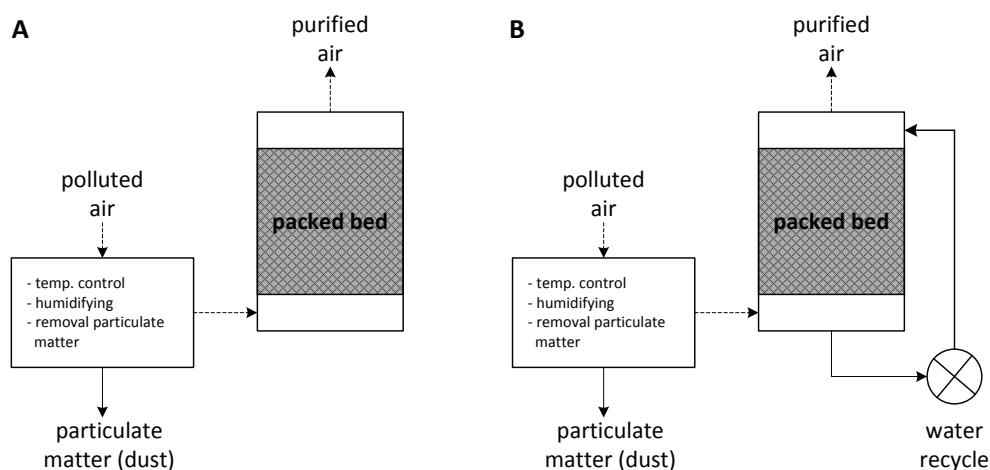 A
purified
air
polluted
air
packed bed
- temp. control
- humidifying
- removal particulate
matter
particulate
matter (dust)
B
purified
air
polluted
air
packed bed
- temp. control
- humidifying
- removal particulate
matter
particulate
matter (dust)
water
recycle